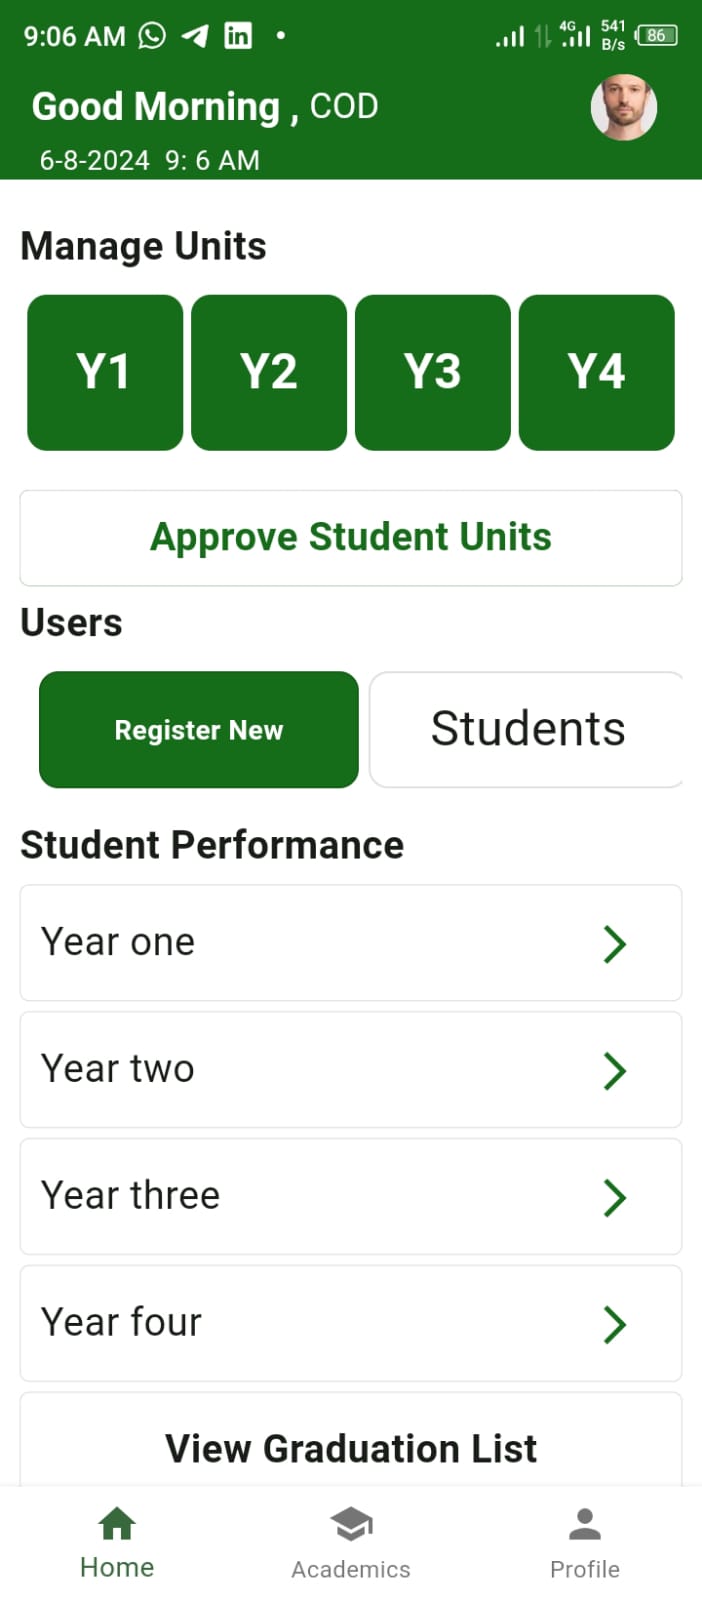 9:06 AM in 4G 541 B/s 86
Good Morning , COD
6-8-2024 9: 6 AM
Manage Units
Y1 Y2 Y3 Y4
Approve Student Units
Users
Register New Students
Student Performance
Year one
Year two
Year three
Year four
View Graduation List
Home Academics Profile